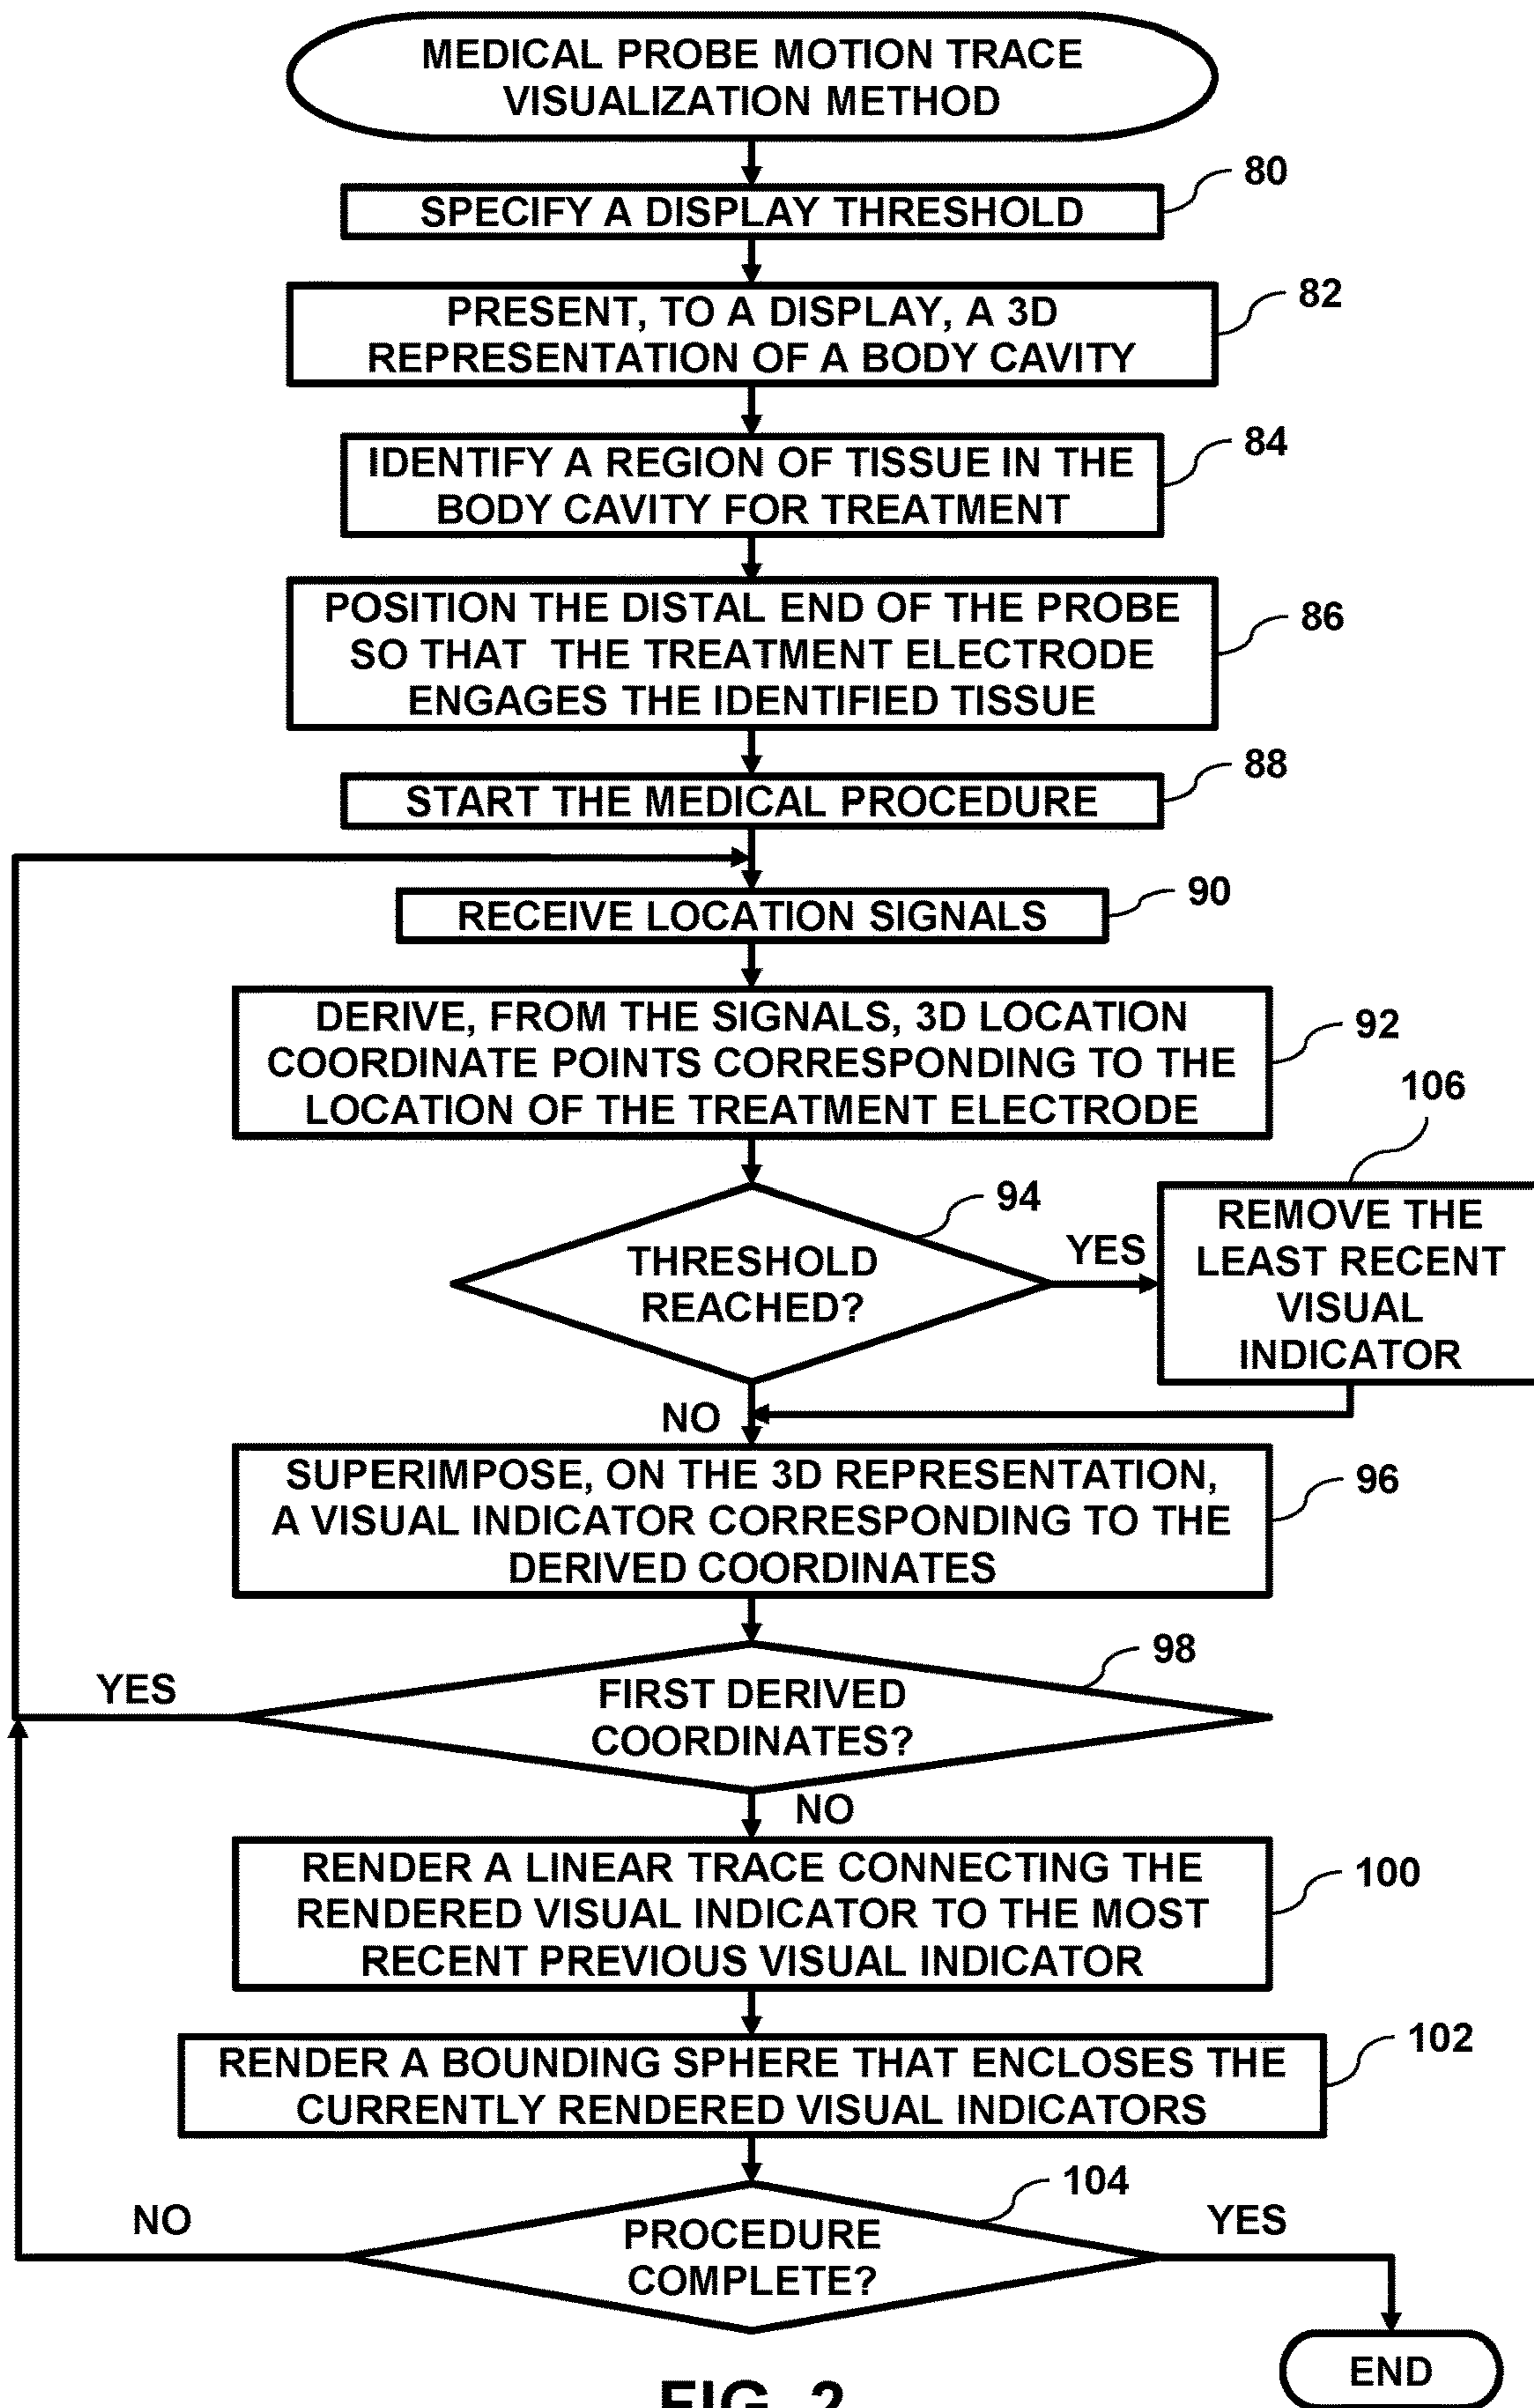 MEDICAL PROBE MOTION TRACE
VISUALIZATION METHOD
80
SPECIFY A DISPLAY THRESHOLD
82
PRESENT, TO A DISPLAY, A 3D
REPRESENTATION OF A BODY CAVITY
84
IDENTIFY A REGION OF TISSUE IN THE
BODY CAVITY FOR TREATMENT
86
POSITION THE DISTAL END OF THE PROBE
SO THAT THE TREATMENT ELECTRODE
ENGAGES THE IDENTIFIED TISSUE
88
START THE MEDICAL PROCEDURE
90
RECEIVE LOCATION SIGNALS
92
DERIVE, FROM THE SIGNALS, 3D LOCATION
COORDINATE POINTS CORRESPONDING TO THE
LOCATION OF THE TREATMENT ELECTRODE
94
THRESHOLD
REACHED?
YES
106
REMOVE THE
LEAST RECENT
VISUAL
INDICATOR
NO
96
SUPERIMPOSE, ON THE 3D REPRESENTATION,
A VISUAL INDICATOR CORRESPONDING TO THE
DERIVED COORDINATES
98
YES
FIRST DERIVED
COORDINATES?
NO
100
RENDER A LINEAR TRACE CONNECTING THE
RENDERED VISUAL INDICATOR TO THE MOST
RECENT PREVIOUS VISUAL INDICATOR
102
RENDER A BOUNDING SPHERE THAT ENCLOSES THE
CURRENTLY RENDERED VISUAL INDICATORS
104
NO
PROCEDURE
COMPLETE?
YES
END
FIG. 2